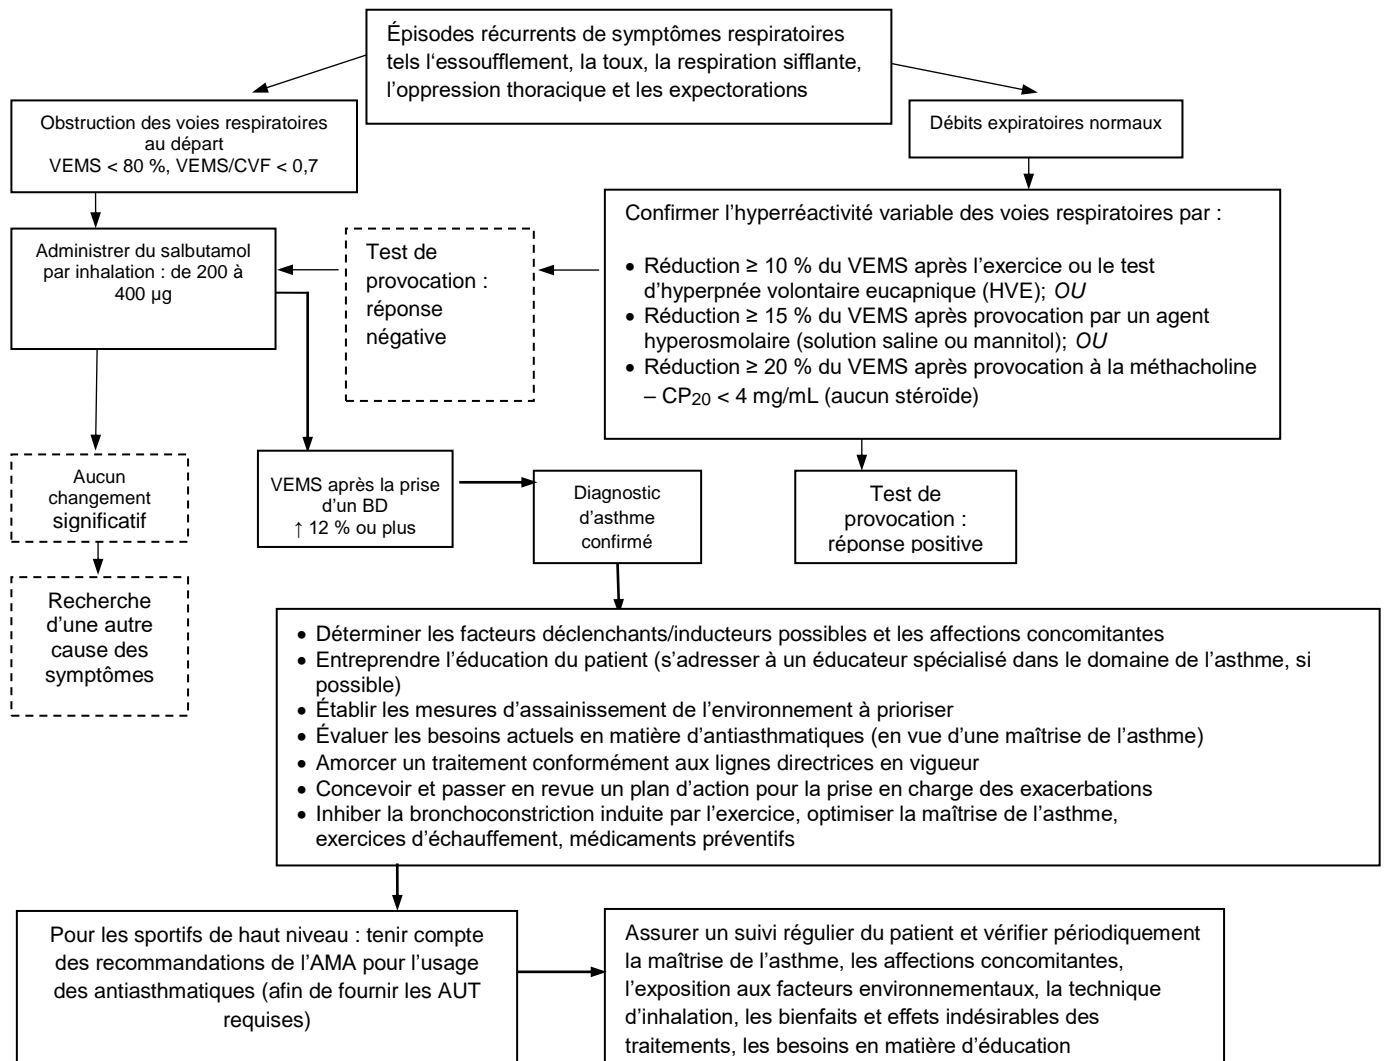 Épisodes récurrents de symptômes respiratoires
tels l‘essoufflement, la toux, la respiration sifflante,
l’oppression thoracique et les expectorations
Obstruction des voies respiratoires
au départ
VEMS < 80 %, VEMS/CVF < 0,7
Débits expiratoires normaux
Administrer du salbutamol
par inhalation : de 200 à
400 µg
Test de
provocation :
réponse
négative
Confirmer l’hyperréactivité variable des voies respiratoires par :
• Réduction ≥ 10 % du VEMS après l’exercice ou le test
d’hyperpnée volontaire eucapnique (HVE); OU
• Réduction ≥ 15 % du VEMS après provocation par un agent
hyperosmolaire (solution saline ou mannitol); OU
• Réduction ≥ 20 % du VEMS après provocation à la méthacholine
– CP20 < 4 mg/mL (aucun stéroïde)
Aucun
changement
significatif
VEMS après la prise
d’un BD
↑ 12 % ou plus
Diagnostic
d’asthme
confirmé
Test de
provocation :
réponse positive
Recherche
d’une autre
cause des
symptômes
• Déterminer les facteurs déclenchants/inducteurs possibles et les affections concomitantes
• Entreprendre l’éducation du patient (s’adresser à un éducateur spécialisé dans le domaine de l’asthme, si
possible)
• Établir les mesures d’assainissement de l’environnement à prioriser
• Évaluer les besoins actuels en matière d’antiasthmatiques (en vue d’une maîtrise de l’asthme)
• Amorcer un traitement conformément aux lignes directrices en vigueur
• Concevoir et passer en revue un plan d’action pour la prise en charge des exacerbations
• Inhiber la bronchoconstriction induite par l’exercice, optimiser la maîtrise de l’asthme,
exercices d’échauffement, médicaments préventifs
Pour les sportifs de haut niveau : tenir compte
des recommandations de l’AMA pour l’usage
des antiasthmatiques (afin de fournir les AUT
requises)
Assurer un suivi régulier du patient et vérifier périodiquement
la maîtrise de l’asthme, les affections concomitantes,
l’exposition aux facteurs environnementaux, la technique
d’inhalation, les bienfaits et effets indésirables des
traitements, les besoins en matière d’éducation